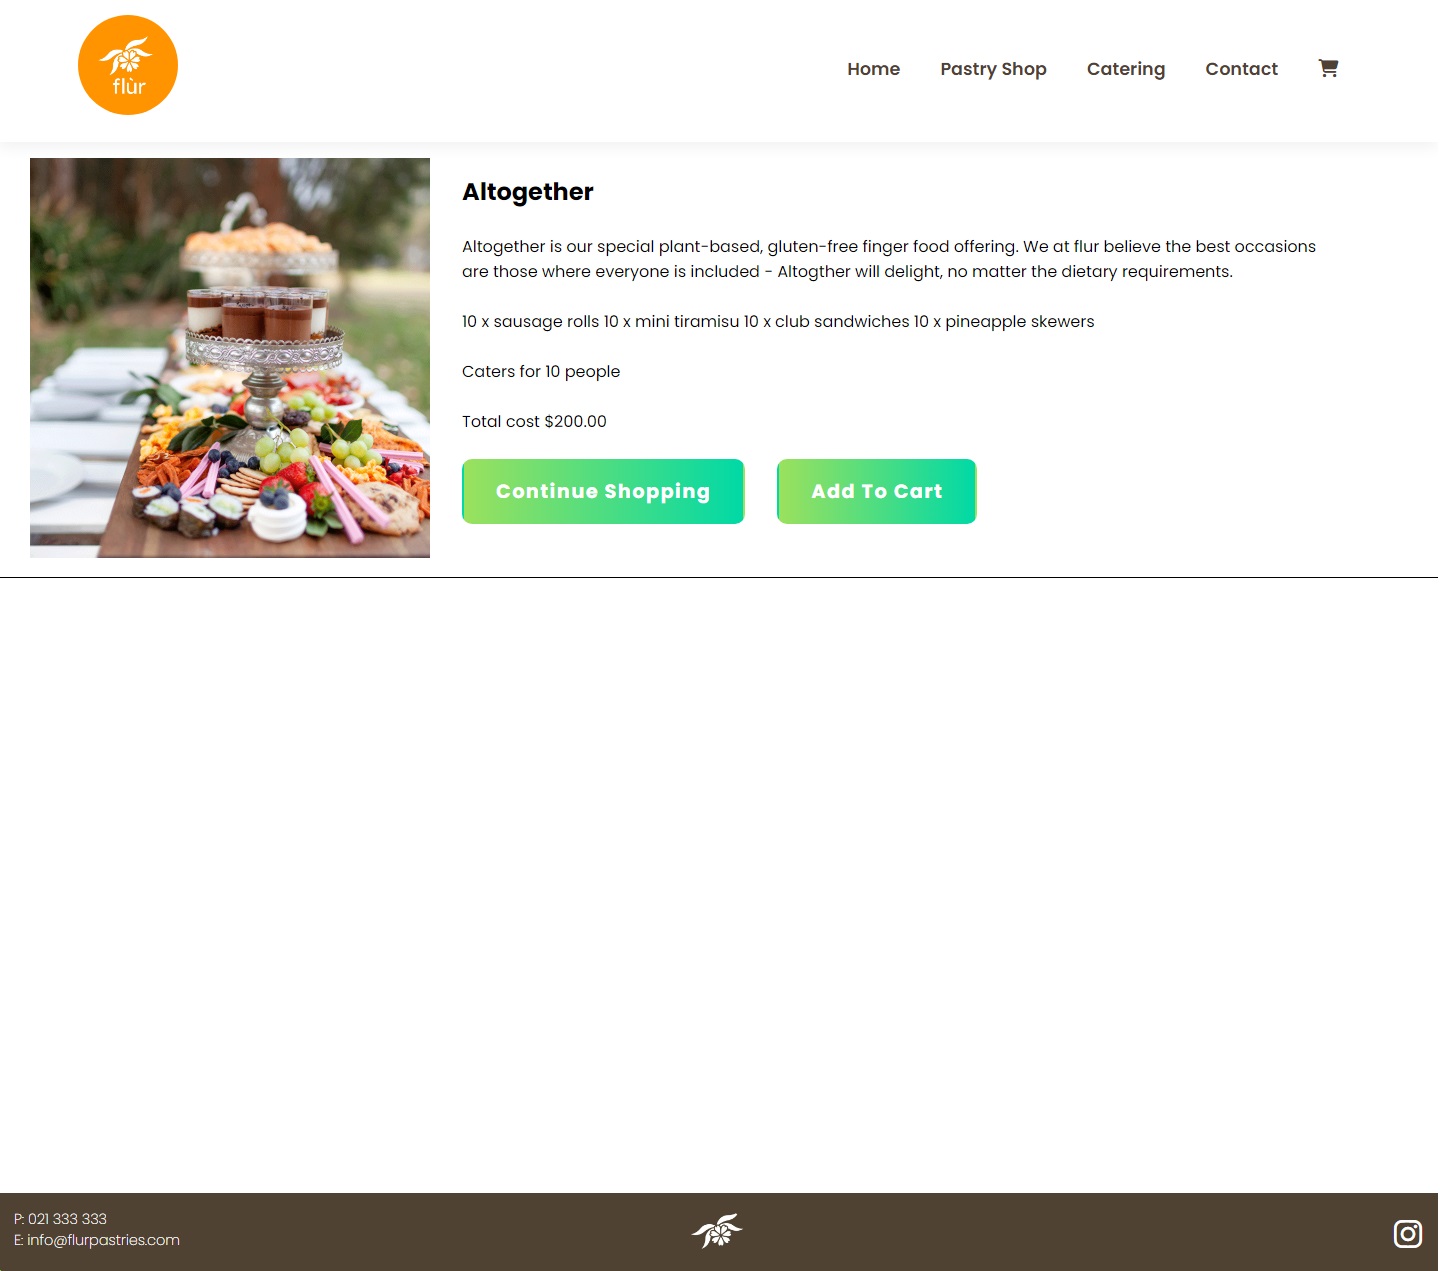 flùr
Home
Pastry Shop
Catering
Contact
Altogether
Altogether is our special plant-based, gluten-free finger food offering. We at flur believe the best occasions
are those where everyone is included - Altogther will delight, no matter the dietary requirements.
10 x sausage rolls 10 x mini tiramisu 10 x club sandwiches 10 x pineapple skewers
Caters for 10 people
Total cost $200.00
Continue Shopping
Add To Cart
P: 021 333 333
E: info@flurpastries.com